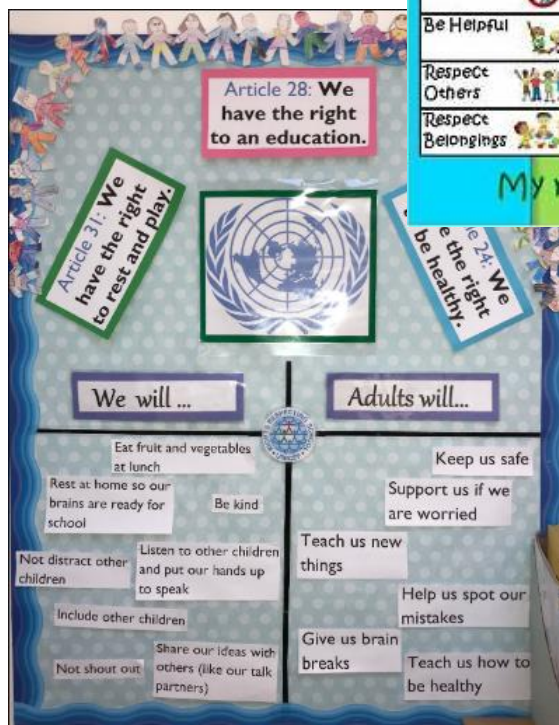 Be Helpful
Respect
Others
Respect
Belongings
My
Article 28: We
have the right
to an education.
Article 31: We
have the right
to rest and play.
24: We
the right
be healthy.
We will ...
Adults will...
Eat fruit and vegetables
at lunch
Rest at home so our
brains are ready for
school
Be kind
Not distract other
children
Listen to other children
and put our hands up
to speak
Include other children
Not shout out
Share our ideas with
others (like our talk
partners)
Keep us safe
Support us if we
are worried
Teach us new
things
Help us spot our
mistakes
Give us brain
breaks
Teach us how to
be healthy